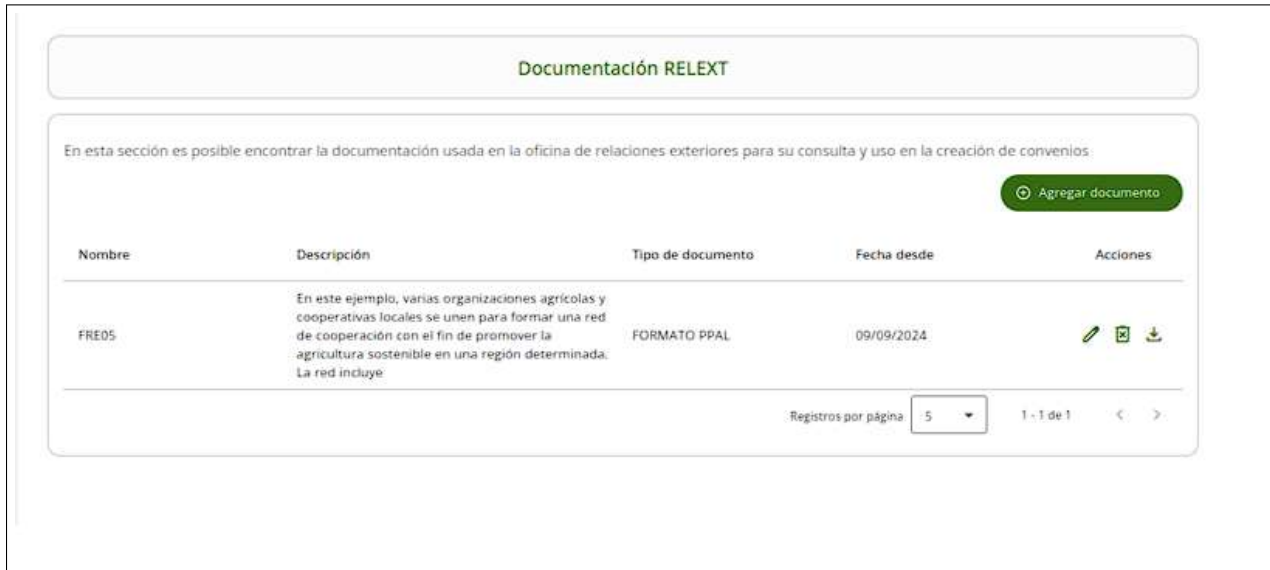 Documentación RELEXT
En esta sección es posible encontrar la documentación usada en la oficina de relaciones exteriores para su consulta y uso en la creación de convenios
Agregar documento
Nombre Descripción Tipo de documento Fecha desde Acciones
En este ejemplo, varias organizaciones agrícolas y
cooperativas locales se unen para formar una red
FRE05 de cooperación con el fin de promover la FORMATO PPAL 09/09/2024
agricultura sostenible en una región determinada.
La red incluye
Registros por página 5 1 - 1 de 1